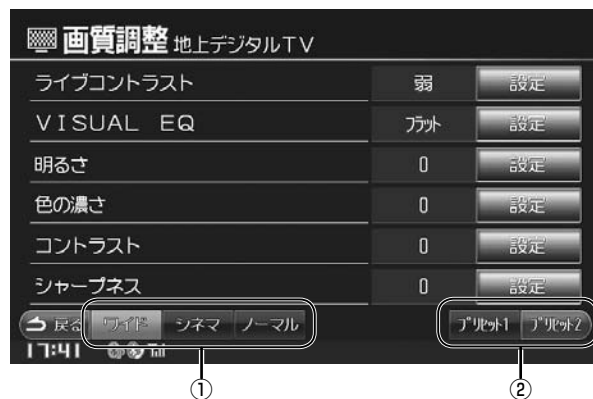 画質調整 地上デジタルTV
ライブコントラスト 弱 設定
VISUAL EQ フラット 設定
明るさ 0 設定
色の濃さ 0 設定
コントラスト 0 設定
シャープネス 0 設定
戻る ワイド シネマ ノーマル プリセット1 プリセット2
17:41
① ②